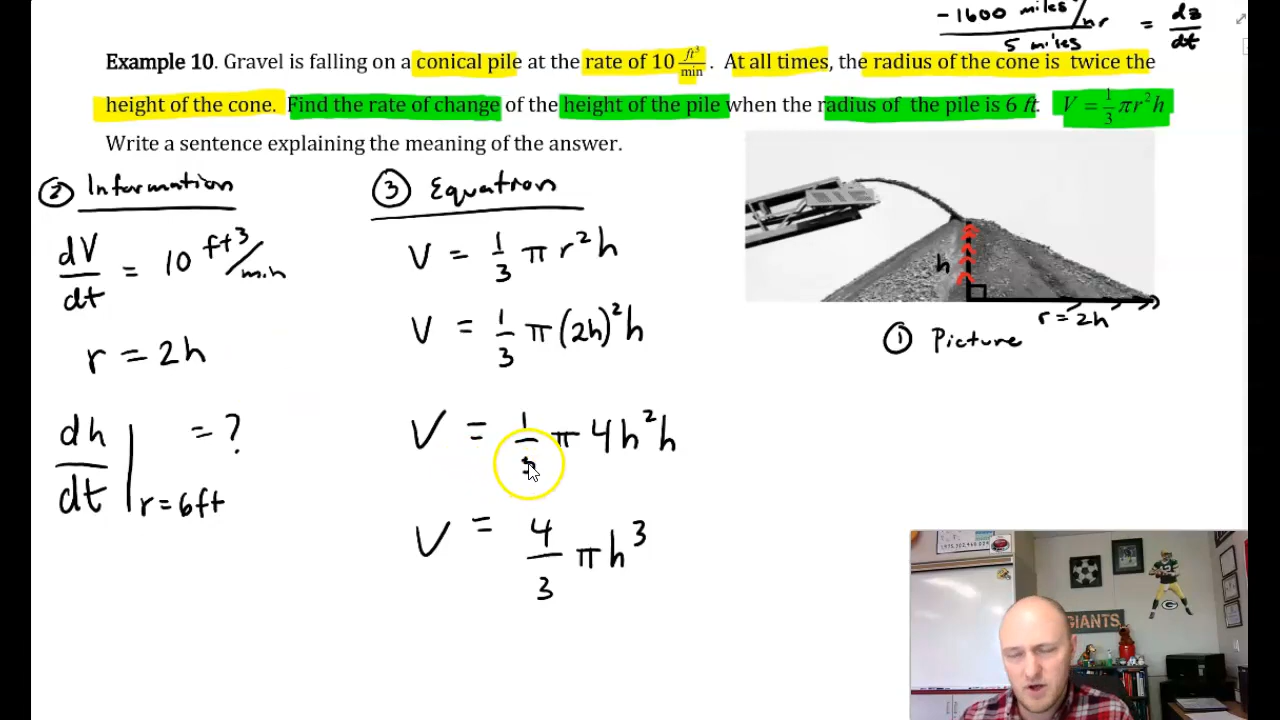 -1600 miles/hr
5 miles
= dz/dt
Example 10. Gravel is falling on a conical pile at the rate of 10 ft³/min. At all times, the radius of the cone is twice the
height of the cone. Find the rate of change of the height of the pile when the radius of the pile is 6 ft. V = 1/3 πr²h
Write a sentence explaining the meaning of the answer.
② Information
dV/dt = 10 ft3/min
r = 2h
dh/dt | r=6ft = ?
③ Equation
V = 1/3 π r²h
V = 1/3 π(2h)²h
V = 1/3 π 4h²h
V = 4/3 πh³
h
r = 2h
① Picture
GIANTS